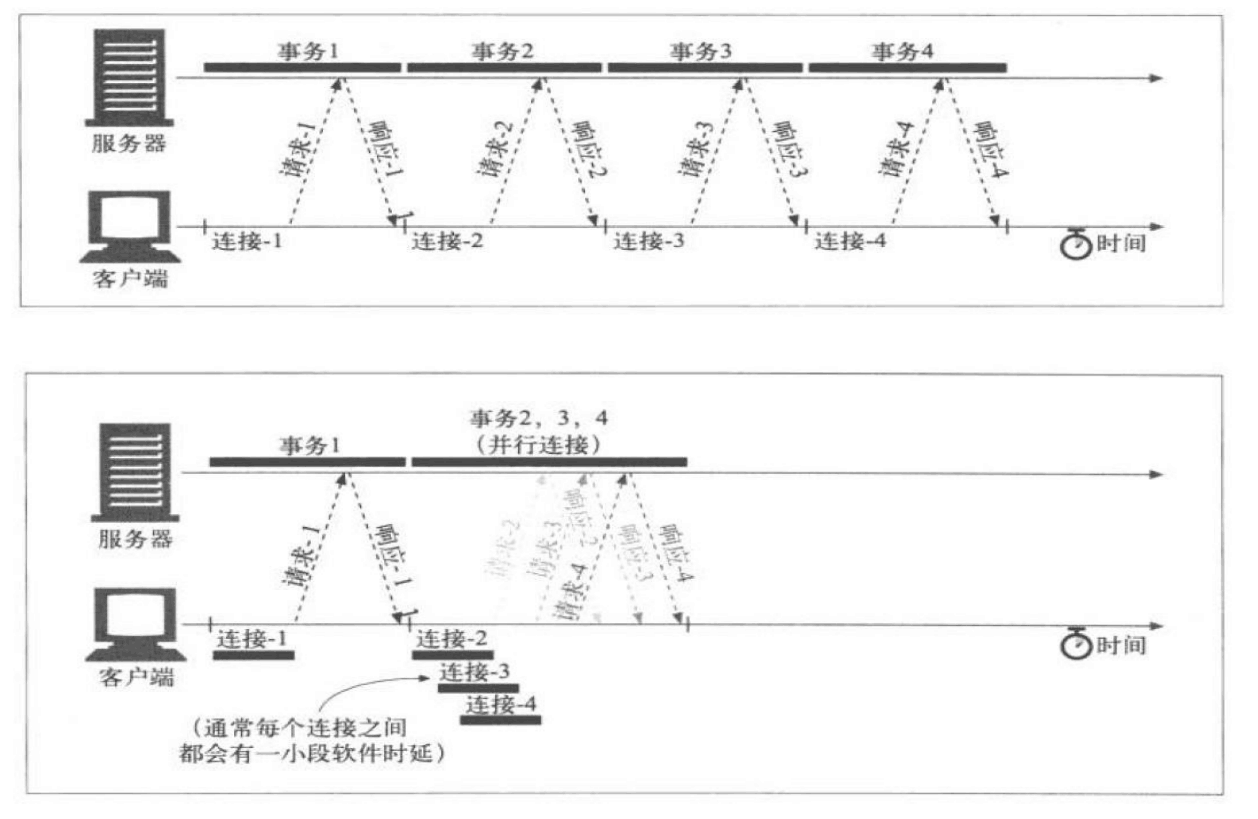 事务1 事务2 事务3 事务4
服务器
请求-1 响应-1 请求-2 响应-2 请求-3 响应-3 请求-4 响应-4
连接-1 连接-2 连接-3 连接-4
时间
客户端
事务2, 3, 4
事务1 (并行连接)
服务器
请求-1 响应-1 请求-2 请求-3 响应-2 请求-4 响应-3 响应-4
连接-1 连接-2
时间
客户端
连接-3
连接-4
(通常每个连接之间
都会有一小段软件时延)